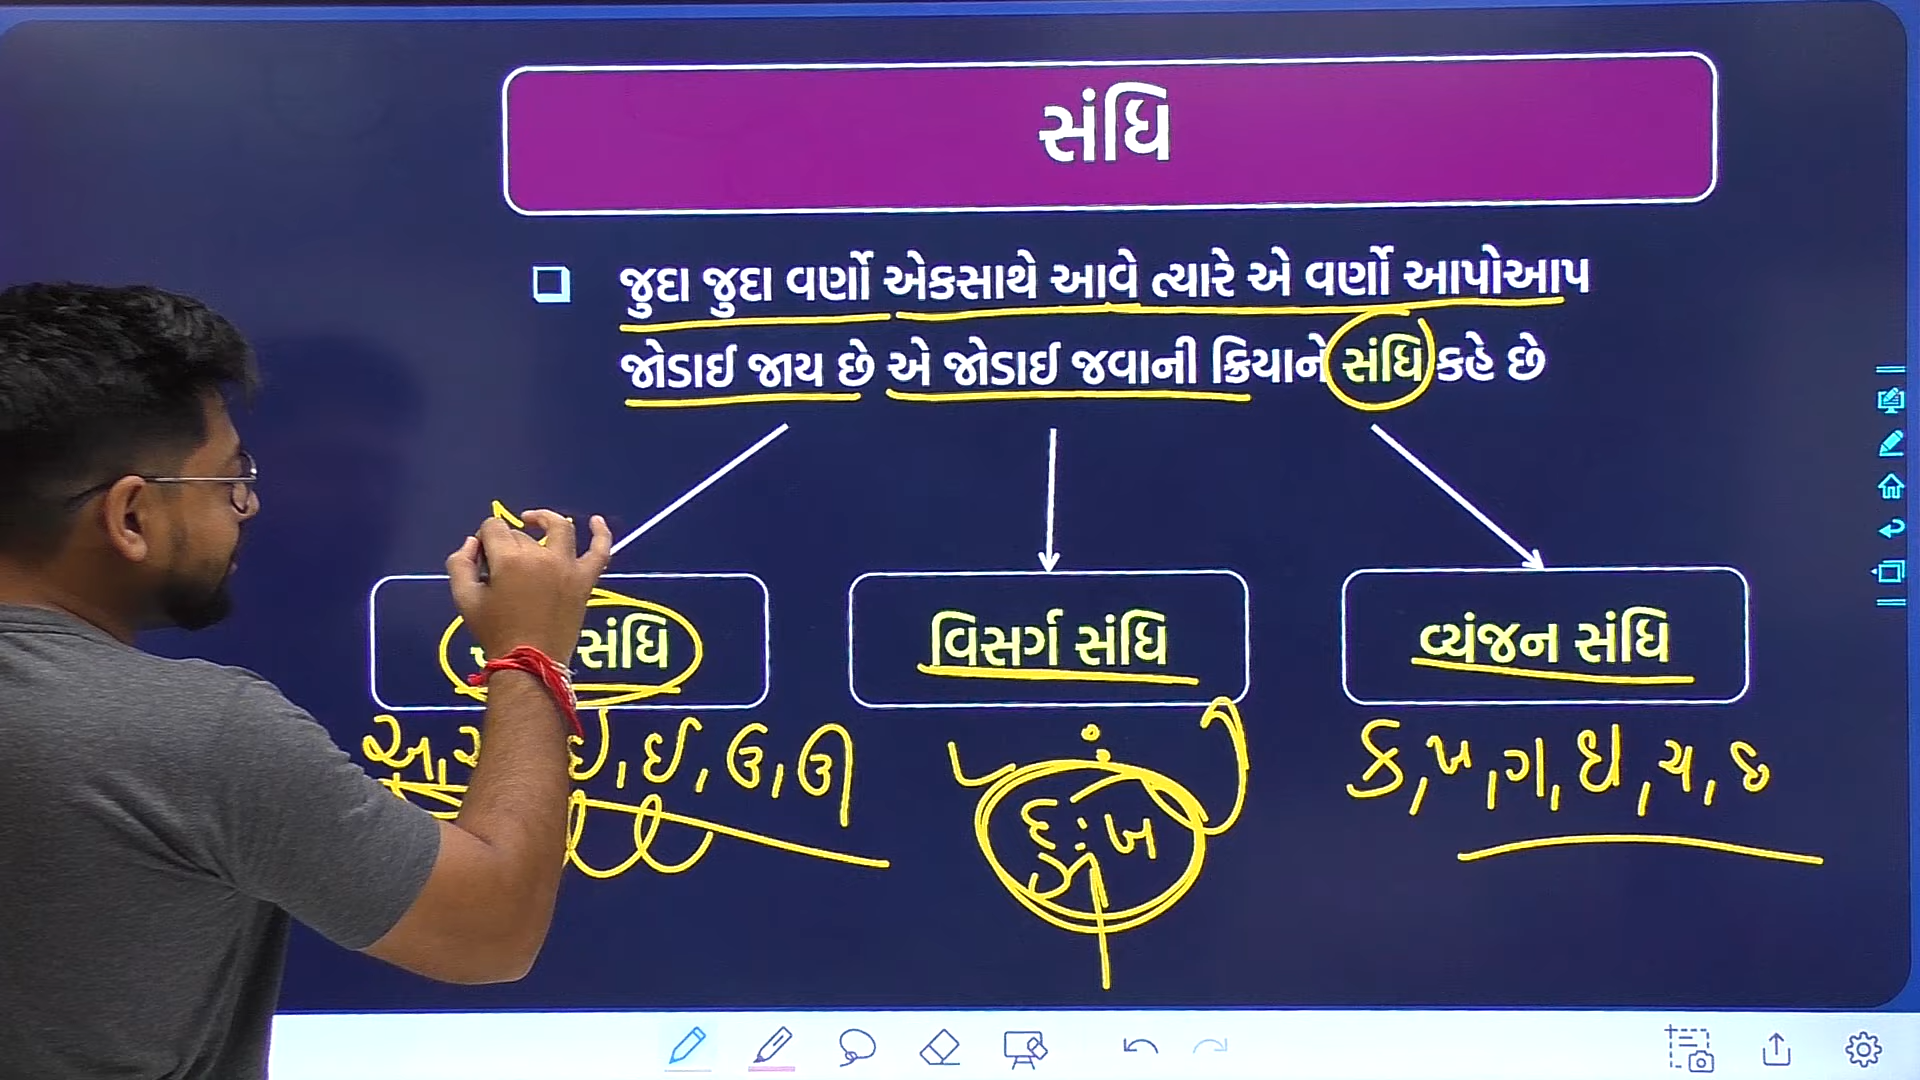 સંધિ
જુદા જુદા વર્ણો એકસાથે આવે ત્યારે એ વર્ણો આપોઆપ
જોડાઈ જાય છે એ જોડાઈ જવાની ક્રિયાને સંધિ કહે છે
સંધિ
વિસર્ગ સંધિ
વ્યંજન સંધિ
અ, ઇ, ઈ, ઉ, ઊ
દુઃખ
ક, ખ, ગ, ઘ, ચ, છ